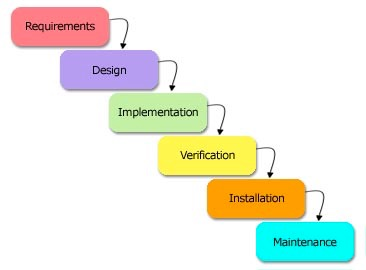 Requirements
Design
Implementation
Verification
Installation
Maintenance